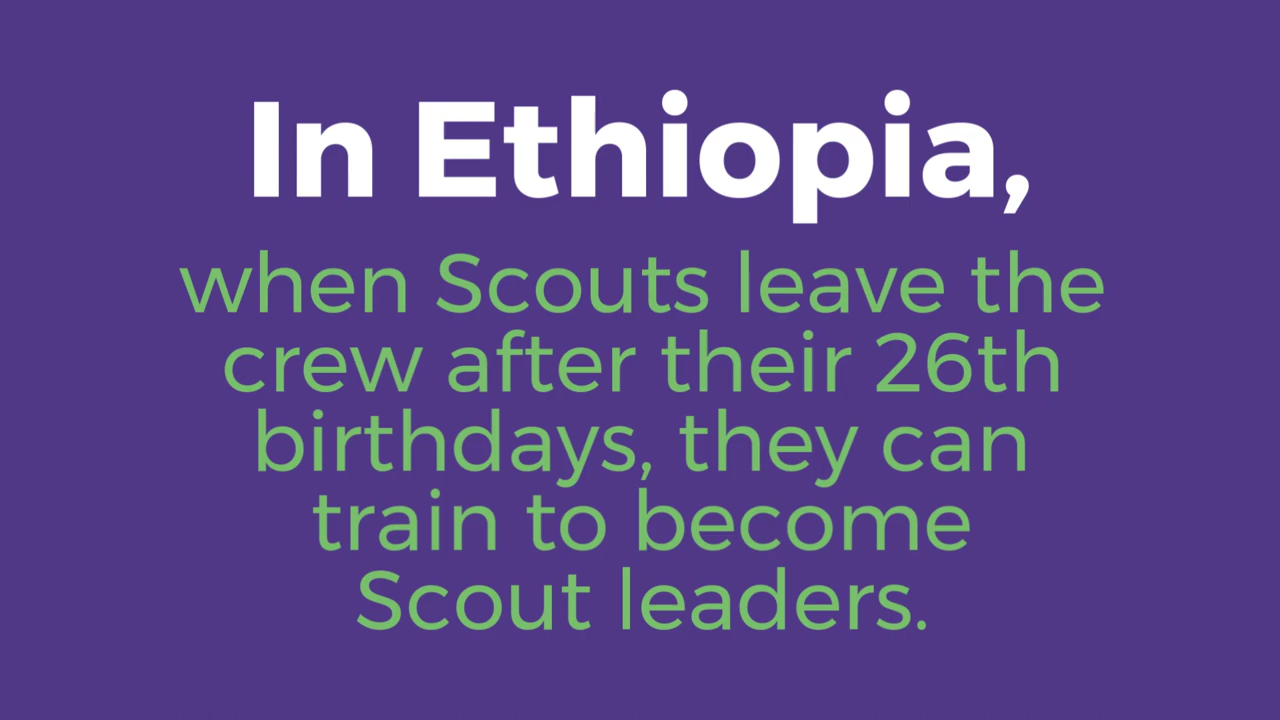 In Ethiopia,
when Scouts leave the
crew after their 26th
birthdays, they can
train to become
Scout leaders.